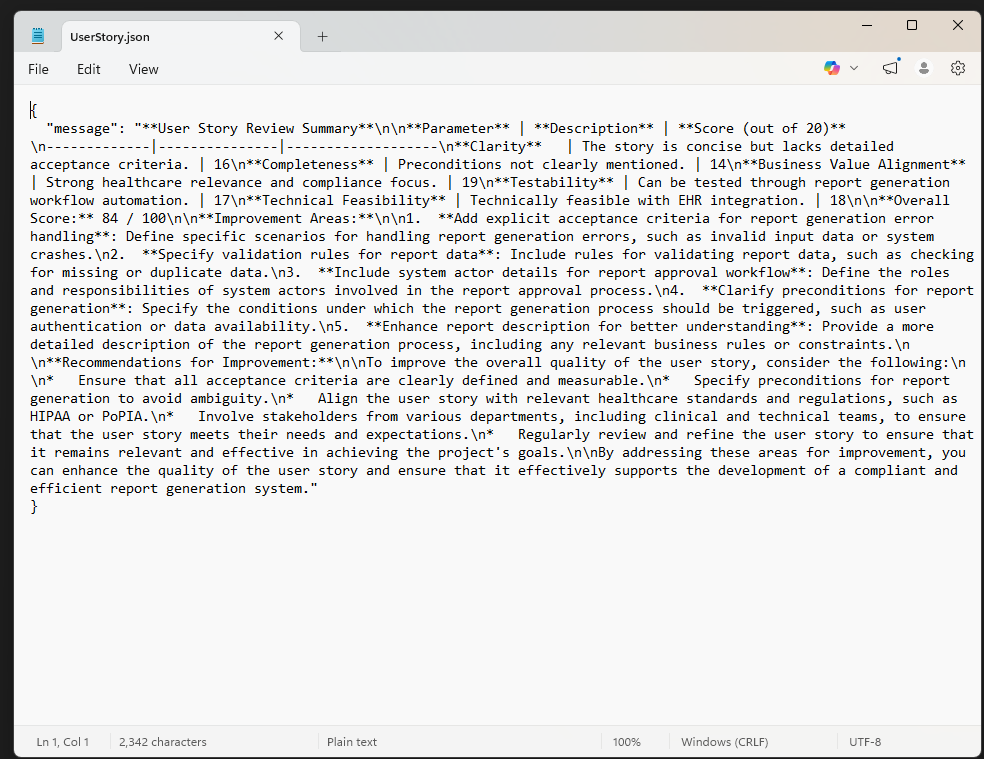 UserStory.json
File Edit View
{
"message": "**User Story Review Summary**\n\n**Parameter** | **Description** | **Score (out of 20)**
\n-------------|---------------|-------------------\n**Clarity**   | The story is concise but lacks detailed
acceptance criteria. | 16\n**Completeness** | Preconditions not clearly mentioned. | 14\n**Business Value Alignment**
| Strong healthcare relevance and compliance focus. | 19\n**Testability** | Can be tested through report generation
workflow automation. | 17\n**Technical Feasibility** | Technically feasible with EHR integration. | 18\n\n**Overall
Score:** 84 / 100\n\n**Improvement Areas:**\n\n1.  **Add explicit acceptance criteria for report generation error
handling**: Define specific scenarios for handling report generation errors, such as invalid input data or system
crashes.\n2.  **Specify validation rules for report data**: Include rules for validating report data, such as checking
for missing or duplicate data.\n3.  **Include system actor details for report approval workflow**: Define the roles
and responsibilities of system actors involved in the report approval process.\n4.  **Clarify preconditions for report
generation**: Specify the conditions under which the report generation process should be triggered, such as user
authentication or data availability.\n5.  **Enhance report description for better understanding**: Provide a more
detailed description of the report generation process, including any relevant business rules or constraints.\n
\n**Recommendations for Improvement:**\n\nTo improve the overall quality of the user story, consider the following:\n
\n*   Ensure that all acceptance criteria are clearly defined and measurable.\n*   Specify preconditions for report
generation to avoid ambiguity.\n*   Align the user story with relevant healthcare standards and regulations, such as
HIPAA or PoPIA.\n*   Involve stakeholders from various departments, including clinical and technical teams, to ensure
that the user story meets their needs and expectations.\n*   Regularly review and refine the user story to ensure that
it remains relevant and effective in achieving the project's goals.\n\nBy addressing these areas for improvement, you
can enhance the quality of the user story and ensure that it effectively supports the development of a compliant and
efficient report generation system."
}
Ln 1, Col 1 2,342 characters Plain text 100% Windows (CRLF) UTF-8